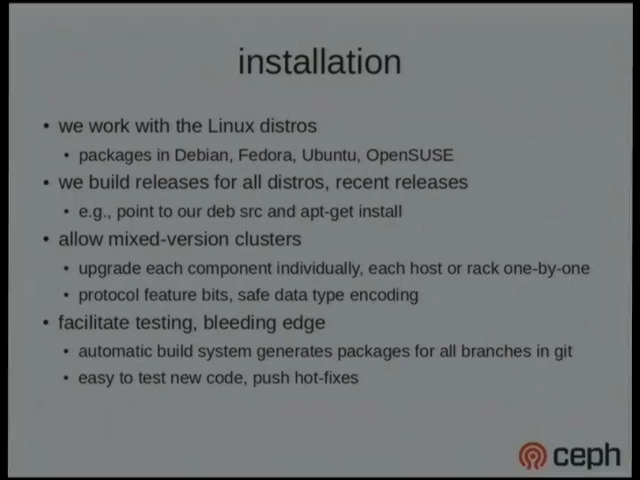 installation
• we work with the Linux distros
• packages in Debian, Fedora, Ubuntu, OpenSUSE
• we build releases for all distros, recent releases
• e.g., point to our deb src and apt-get install
• allow mixed-version clusters
• upgrade each component individually, each host or rack one-by-one
• protocol feature bits, safe data type encoding
• facilitate testing, bleeding edge
• automatic build system generates packages for all branches in git
• easy to test new code, push hot-fixes
ceph